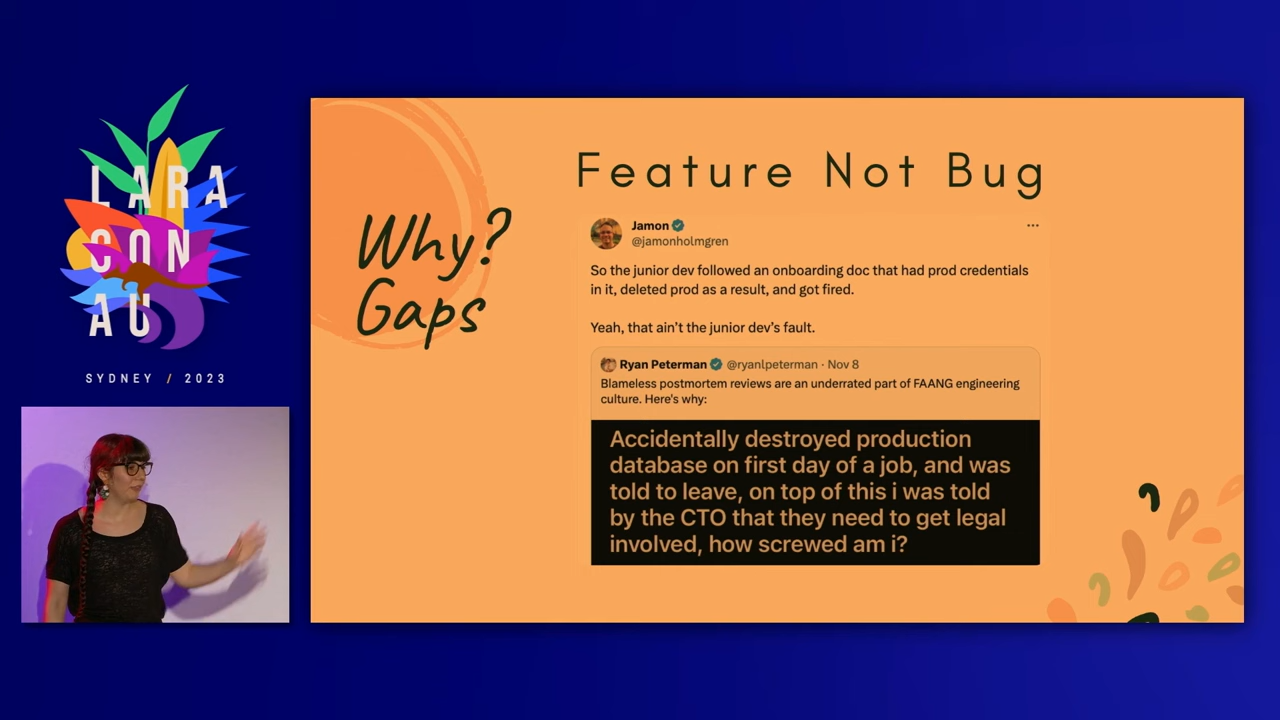 LARA
CON
AU
SYDNEY / 2023
Feature Not Bug
Why?
Gaps
Jamon
@jamonholmgren
So the junior dev followed an onboarding doc that had prod credentials
in it, deleted prod as a result, and got fired.
Yeah, that ain't the junior dev's fault.
Ryan Peterman @ryanlpeterman · Nov 8
Blameless postmortem reviews are an underrated part of FAANG engineering
culture. Here's why:
Accidentally destroyed production
database on first day of a job, and was
told to leave, on top of this i was told
by the CTO that they need to get legal
involved, how screwed am i?